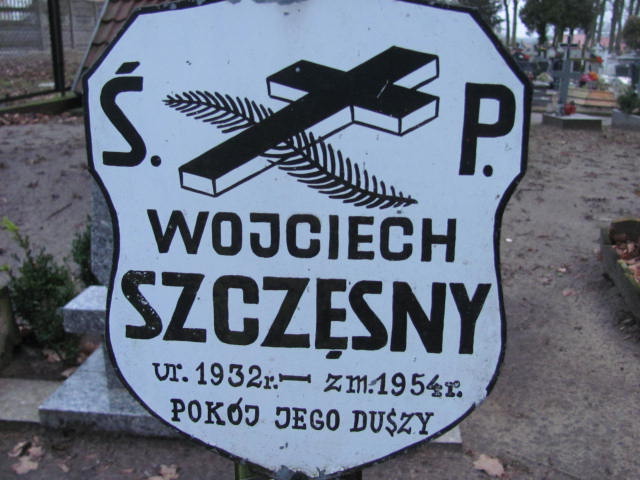 Ś. P.
WOJCIECH
SZCZĘSNY
ur. 1932r. — zm. 1954r.
POKÓJ JEGO DUSZY